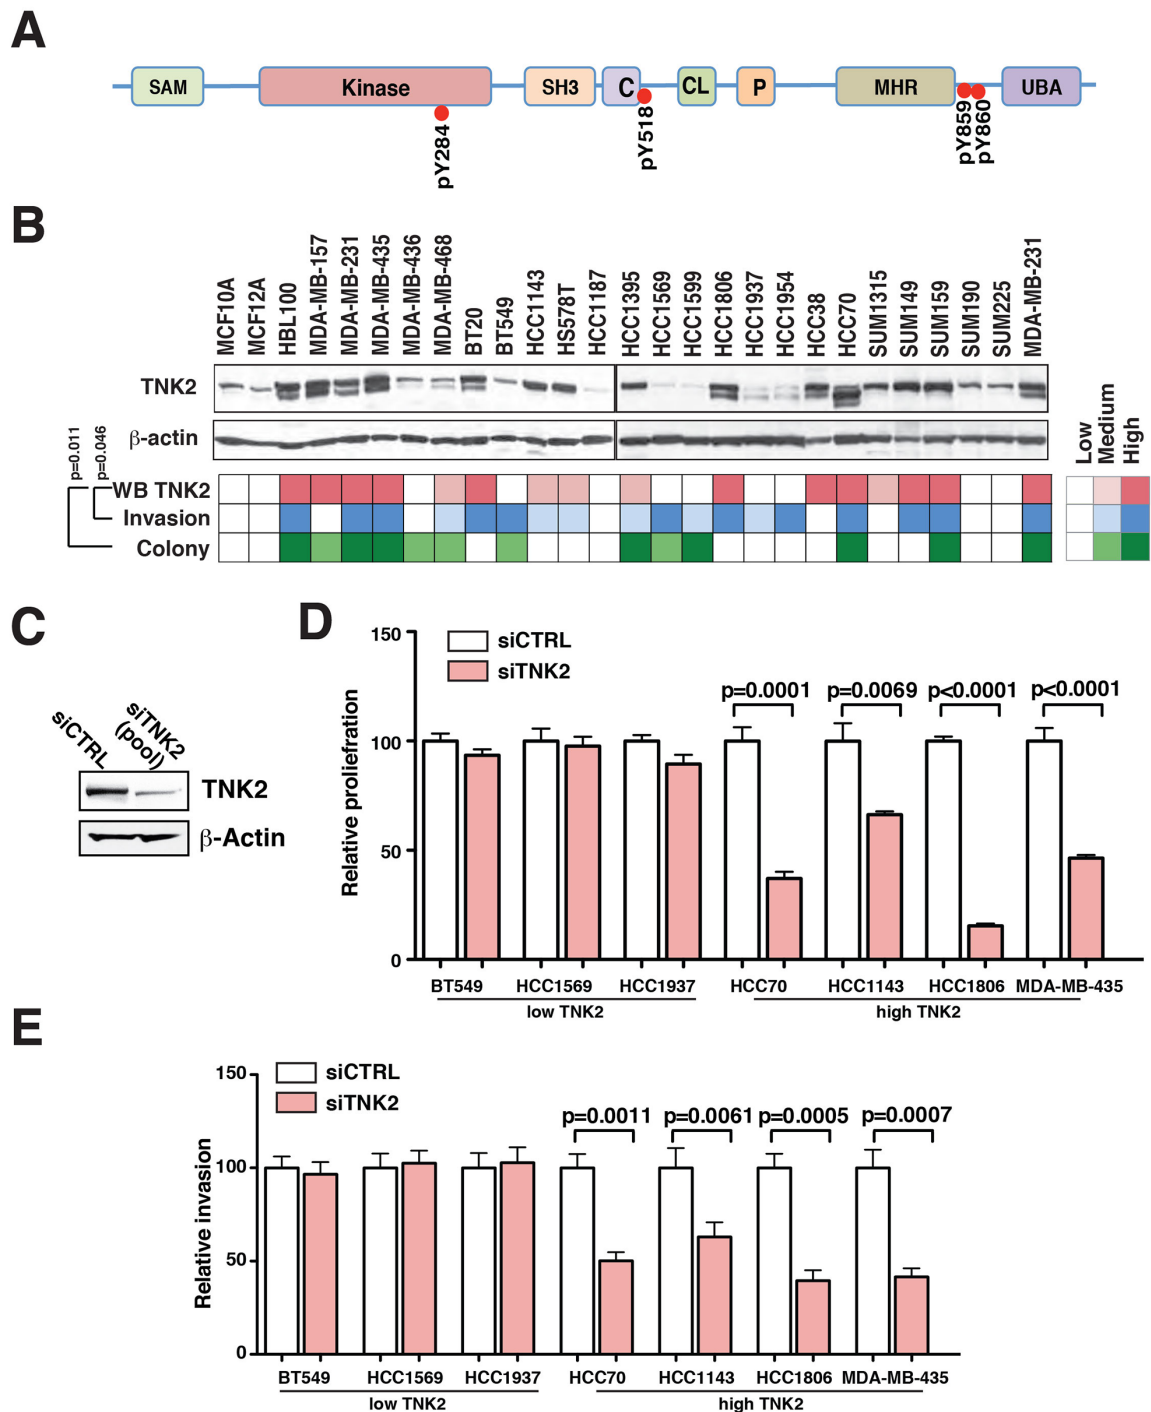 A
SAM
Kinase
SH3
C
CL
P
MHR
UBA
pY284
pY518
pY859
pY860
B
MCF10A
MCF12A
HBL100
MDA-MB-157
MDA-MB-231
MDA-MB-435
MDA-MB-436
MDA-MB-468
BT20
BT549
HCC1143
HS578T
HCC1187
HCC1395
HCC1569
HCC1599
HCC1806
HCC1937
HCC1954
HCC38
HCC70
SUM1315
SUM149
SUM159
SUM190
SUM225
MDA-MB-231
TNK2
β-actin
p=0.011
p=0.046
WB TNK2
Invasion
Colony
Low
Medium
High
C
siCTRL
siTNK2
(pool)
TNK2
β-Actin
D
150
100
50
0
Relative proliefration
siCTRL
siTNK2
p=0.0001
p=0.0069
p<0.0001
p<0.0001
BT549
HCC1569
HCC1937
HCC70
HCC1143
HCC1806
MDA-MB-435
low TNK2
high TNK2
E
150
100
50
0
Relative invasion
siCTRL
siTNK2
p=0.0011
p=0.0061
p=0.0005
p=0.0007
BT549
HCC1569
HCC1937
HCC70
HCC1143
HCC1806
MDA-MB-435
low TNK2
high TNK2